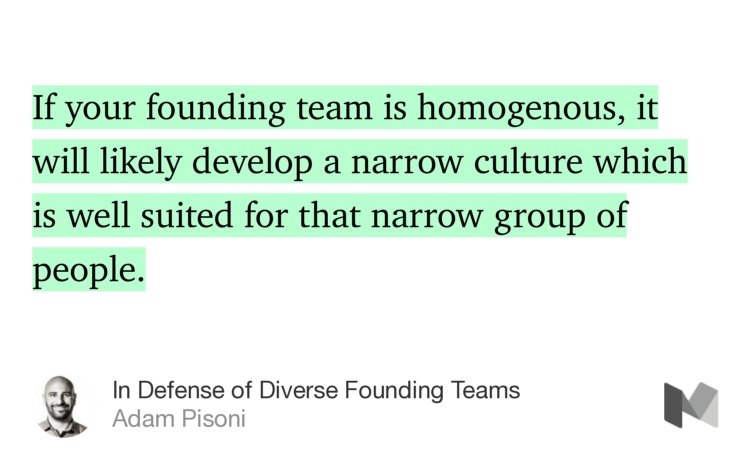 If your founding team is homogenous, it
will likely develop a narrow culture which
is well suited for that narrow group of
people.
In Defense of Diverse Founding Teams
Adam Pisoni